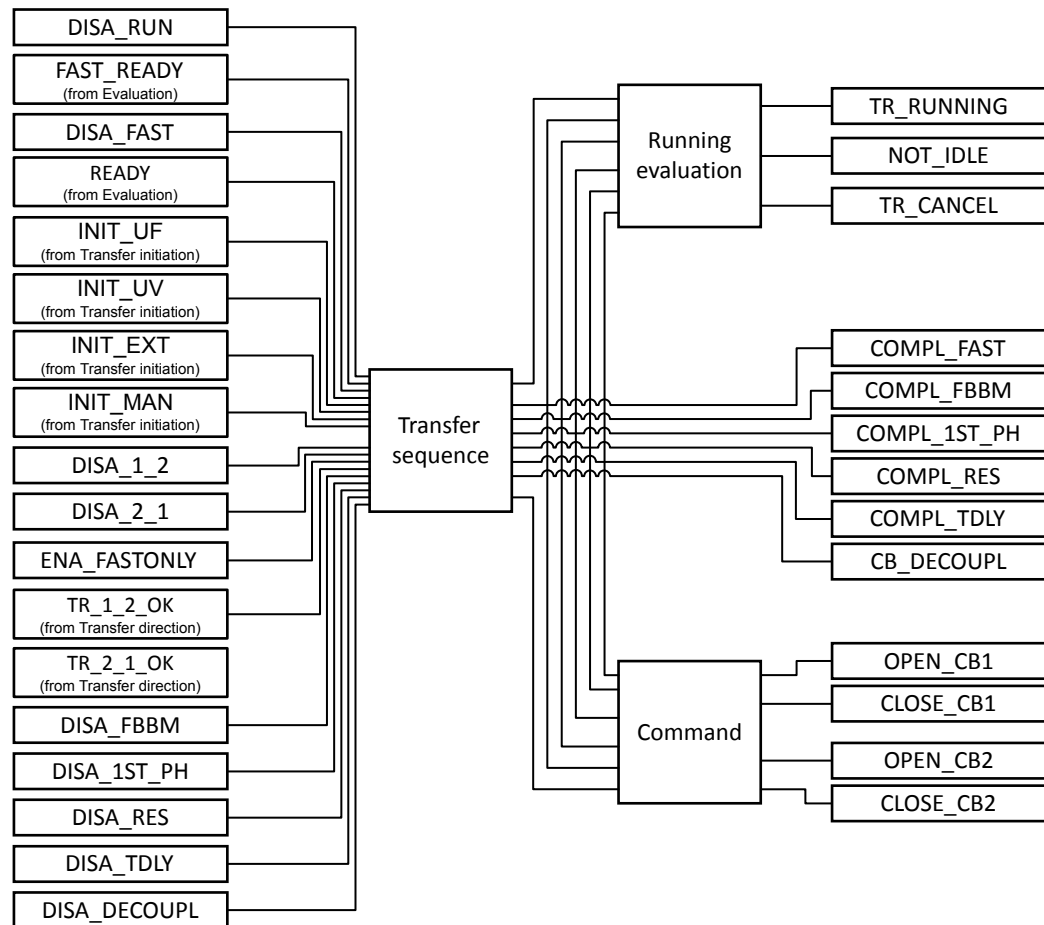 DISA_RUN
FAST_READY
(from Evaluation)
DISA_FAST
READY
(from Evaluation)
INIT_UF
(from Transfer initiation)
INIT_UV
(from Transfer initiation)
INIT_EXT
(from Transfer initiation)
INIT_MAN
(from Transfer initiation)
DISA_1_2
DISA_2_1
ENA_FASTONLY
TR_1_2_OK
(from Transfer direction)
TR_2_1_OK
(from Transfer direction)
DISA_FBBM
DISA_1ST_PH
DISA_RES
DISA_TDLY
DISA_DECOUPL
Transfer
sequence
Running
evaluation
Command
TR_RUNNING
NOT_IDLE
TR_CANCEL
COMPL_FAST
COMPL_FBBM
COMPL_1ST_PH
COMPL_RES
COMPL_TDLY
CB_DECOUPL
OPEN_CB1
CLOSE_CB1
OPEN_CB2
CLOSE_CB2